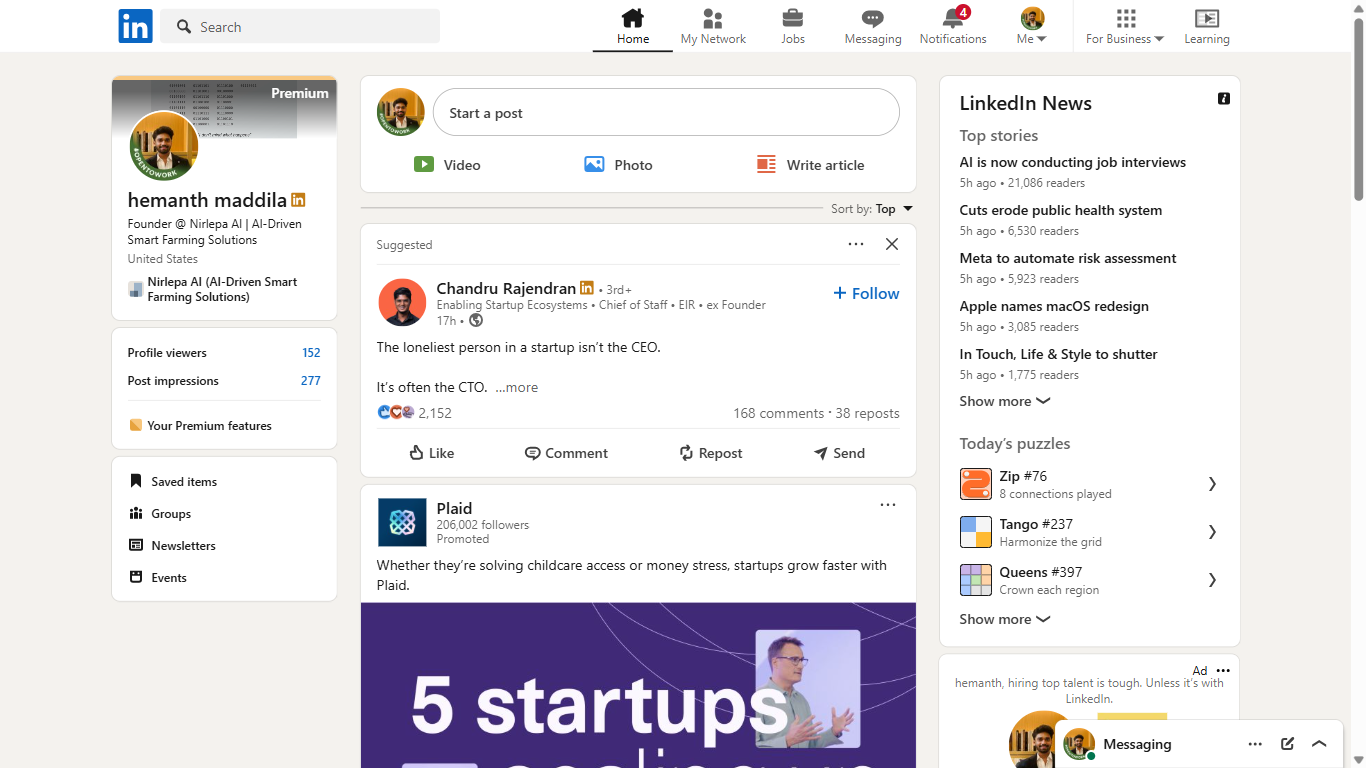 in
Search
Home
My Network
Jobs
Messaging
4
Notifications
Me
For Business
Learning
Premium
#OPENTOWORK
hemanth maddila in
Founder @ Nirlepa AI | AI-Driven
Smart Farming Solutions
United States
Nirlepa AI (AI-Driven Smart
Farming Solutions)
Profile viewers 152
Post impressions 277
Your Premium features
Saved items
Groups
Newsletters
Events
Start a post
Video
Photo
Write article
Sort by: Top
Suggested
Chandru Rajendran in • 3rd+
Enabling Startup Ecosystems • Chief of Staff • EIR • ex Founder
17h •
+ Follow
The loneliest person in a startup isn’t the CEO.
It’s often the CTO. …more
2,152
168 comments · 38 reposts
Like
Comment
Repost
Send
Plaid
206,002 followers
Promoted
Whether they’re solving childcare access or money stress, startups grow faster with
Plaid.
5 startups
LinkedIn News
Top stories
AI is now conducting job interviews
5h ago • 21,086 readers
Cuts erode public health system
5h ago • 6,530 readers
Meta to automate risk assessment
5h ago • 5,923 readers
Apple names macOS redesign
5h ago • 3,085 readers
In Touch, Life & Style to shutter
5h ago • 1,775 readers
Show more
Today’s puzzles
Zip #76
8 connections played
Tango #237
Harmonize the grid
Queens #397
Crown each region
Show more
Ad
hemanth, hiring top talent is tough. Unless it’s with
LinkedIn.
Messaging